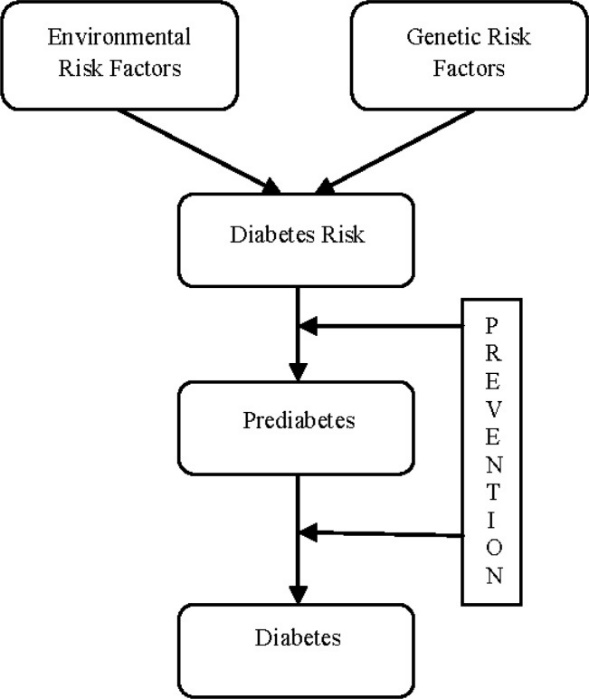 Environmental
Risk Factors
Genetic Risk
Factors
Diabetes Risk
P
R
E
V
E
N
T
I
O
N
Prediabetes
Diabetes